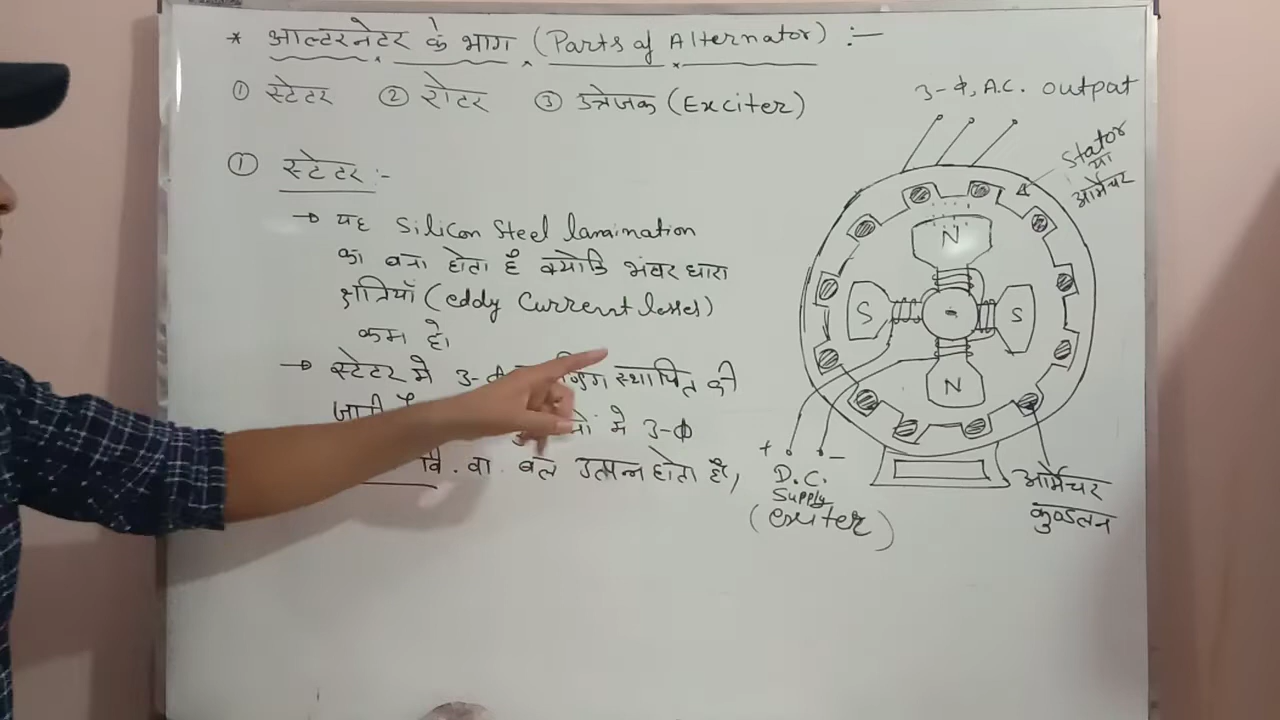 * आल्टरनेटर के भाग (Parts of Alternator) :-
① स्टेटर ② रोटर ③ उत्तेजक (Exciter)
① स्टेटर :-
→ यह Silicon Steel lamination
का बना होता है क्योकि भंवर धारा
क्षत्रियाँ (eddy Current losses)
कम हो
→ स्टेटर मे 3-Φ स्थापित की
मे 3-Φ
वि. वा. बल उत्पन्न होता है,
3-Φ, A.C. output
Stator
या
आर्मेचर
N
S
S
N
+ -
D.C.
Supply
(exiter)
आर्मेचर
कुण्डलन